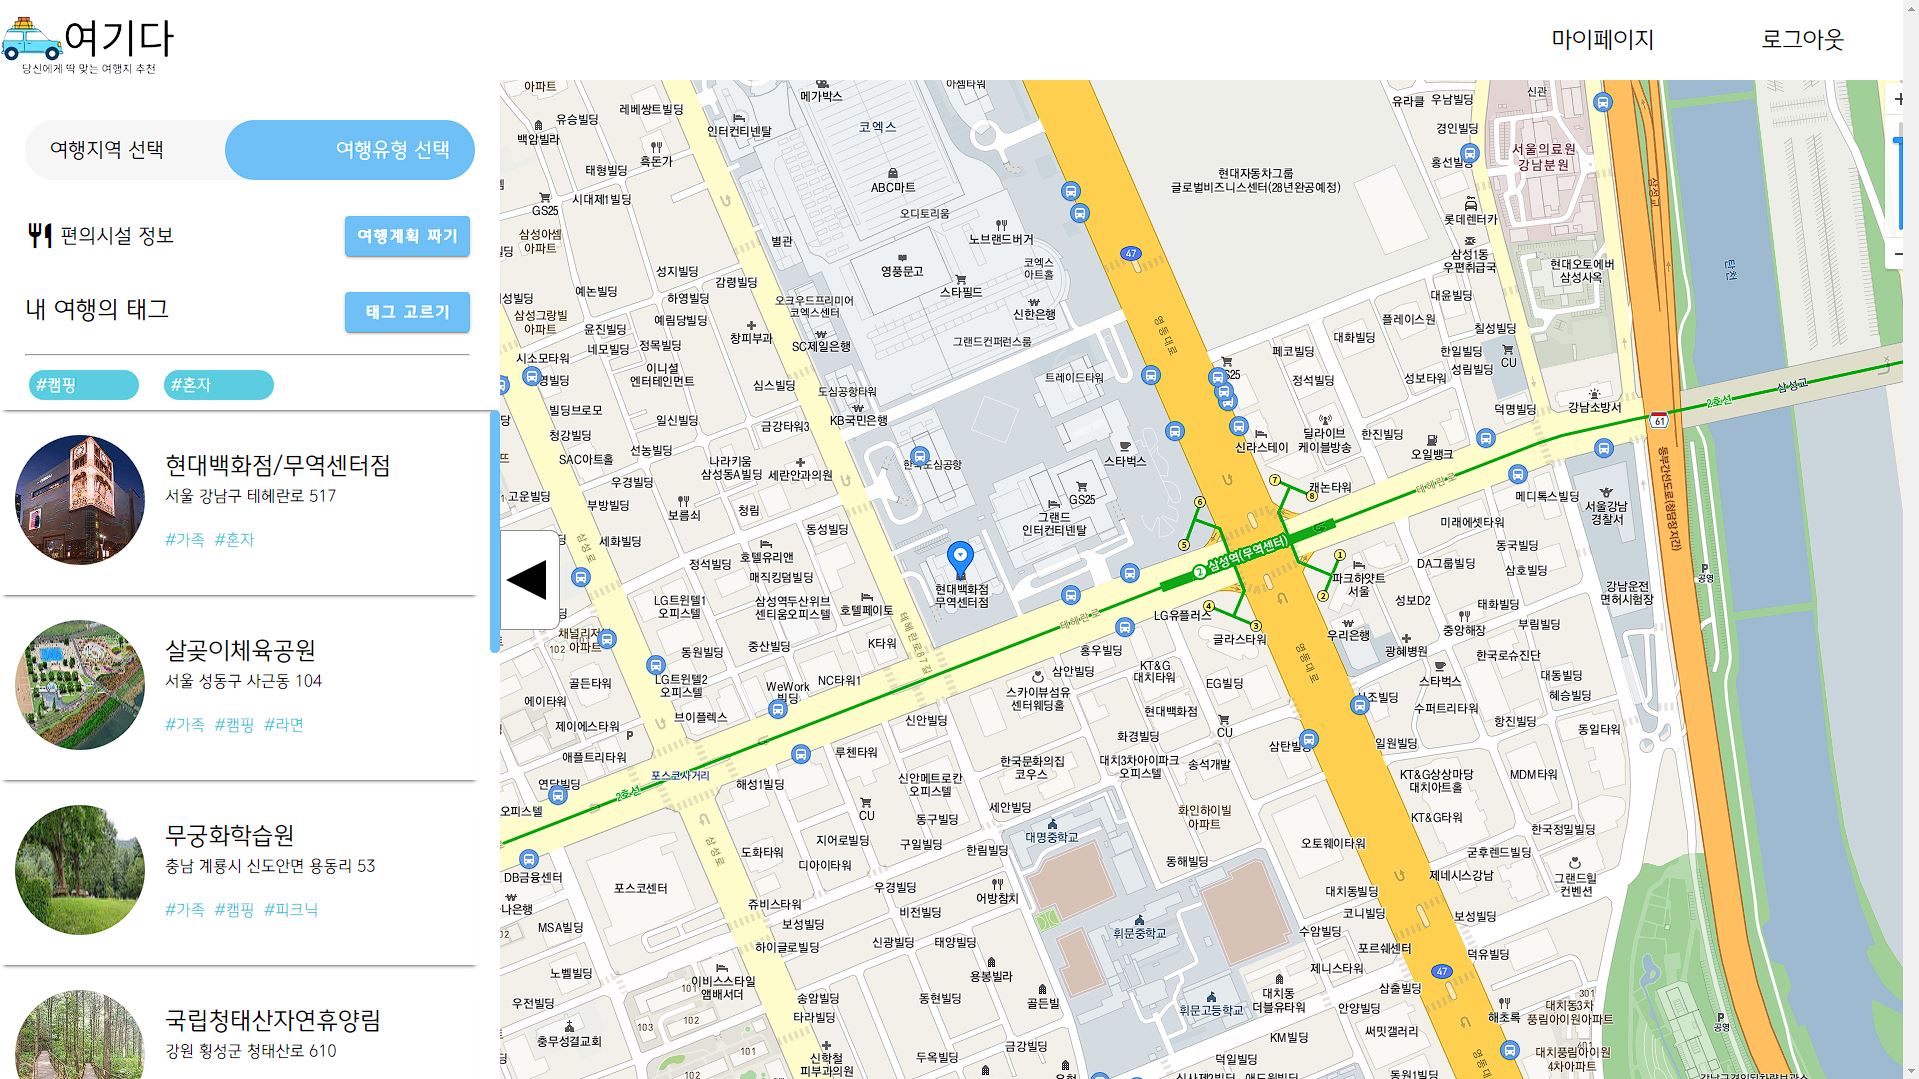 여기다
당신에게 딱 맞는 여행지 추천
마이페이지
로그아웃
여행지역 선택
여행유형 선택
편의시설 정보
여행계획 짜기
내 여행의 태그
태그 고르기
#캠핑
#혼자
현대백화점/무역센터점
서울 강남구 테헤란로 517
#가족 #혼자
살곶이체육공원
서울 성동구 사근동 104
#가족 #캠핑 #라면
무궁화학습원
충남 계룡시 신도안면 용동리 53
#가족 #캠핑 #피크닉
국립청태산자연휴양림
강원 횡성군 청태산로 610
아파트
유승빌딩
레베쌍트빌딩
백암빌라
흑돈가
태형빌딩
GS25
시대제1빌딩
삼성아셈
아파트
메가박스
아셈타워
인터컨티넨탈
코엑스
ABC마트
오디토리움
별관
노브랜드버거
영풍문고
코엑스
아트홀
스타필드
신한은행
성지빌딩
감령빌딩
예논빌딩
하영빌딩
오크우드프리미어
코엑스센터
삼성그랑빌
아파트
윤진빌딩
예림당빌딩
창피부과
SC제일은행
그랜드컨퍼런스룸
네모빌딩
정목빌딩
시소모타워
이니셜
엔터테인먼트
심스빌딩
도심공항타워
트레이드타워
빌딩브로모
일신빌딩
금강타워3
KB국민은행
청강빌딩
선능빌딩
SAC아트홀
나라키움
삼성동A빌딩
세란안과의원
한국도심공항
스타벅스
고운빌딩
우경빌딩
부방빌딩
보름쇠
청림
동성빌딩
GS25
그랜드
인터컨티넨탈
세화빌딩
호텔유리앤
정석빌딩
매직킹덤빌딩
현대백화점
무역센터점
LG트윈텔1
오피스텔
삼성역두산위브
센티움오피스텔
호텔페이토
K타워
중산빌딩
동원빌딩
LG트윈텔2
오피스텔
골든타워
에이타워
WeWork
빌딩
NC타워1
브이플렉스
제이에스타워
애플트리타워
포스코사거리
신안빌딩
루첸타워
해성1빌딩
2호선
오피스텔
현대자동차그룹
글로벌비즈니스센터(28년완공예정)
47
영동대로
유라클
우남빌딩
신관
경인빌딩
홍선빌딩
서울의료원
강남분원
롯데렌터카
삼성1동
우편취급국
현대오토에버
삼성사옥
탄천
대윤빌딩
플레이스원
칠성빌딩
대화빌딩
페코빌딩
한일빌딩
CU
성림빌딩
정석빌딩
성보타워
덕명빌딩
강남소방서
2호선
삼성교
61
신라스테이
딜라이브
케이블방송
한진빌딩
오일뱅크
캐논타워
테헤란로
메디톡스빌딩
서울강남
경찰서
미래에셋타워
삼성역(무역센터)
파크하얏트
서울
DA그룹빌딩
동국빌딩
삼호빌딩
강남운전
면허시험장
공영
동부간선도로(청담장지간)
LG유플러스
글라스타워
성보D2
태화빌딩
우리은행
중앙해장
부림빌딩
광혜병원
한국로슈진단
홍우빌딩
삼안빌딩
KT&G
대치타워
스카이뷰섬유
센터웨딩홀
EG빌딩
스타벅스
대동빌딩
혜승빌딩
현대백화점
CU
수퍼트리타워
항진빌딩
동일타워
화경빌딩
삼탄빌딩
일원빌딩
한국문화의집
코우스
대치3차아이파크
오피스텔
송석개발
KT&G상상마당
대치아트홀
MDM타워
신안메트로칸
오피스텔
세안빌딩
화인하이빌
아파트
KT&G타워
CU
동구빌딩
대명중학교
한국정밀빌딩
지어로빌딩
구일빌딩
한림빌딩
오토웨이타워
굳후렌드빌딩
도화타워
디아이타워
동해빌딩
제네시스강남
그랜드힐
컨벤션
DB금융센터
포스코센터
우경빌딩
어방참치
대치동빌딩
쥬비스타워
비전빌딩
코니빌딩
보성빌딩
MSA빌딩
보성빌딩
휘문중학교
수암빌딩
하이글로빌딩
신광빌딩
태양빌딩
포르쉐센터
덕유빌딩
노벨빌딩
이비스스타일
앰배서더
용봉빌라
제니스타워
47
우전빌딩
송암빌딩
동현빌딩
골든빌
휘문고등학교
대치동
더블유타워
삼출빌딩
안양빌딩
해초록
대치동3차
풍림아이원아파트
타라빌딩
충무성결교회
써밋갤러리
KM빌딩
금강빌딩
두옥빌딩
신학철
피부과의원
덕일빌딩
대치풍림아이원
4차아파트
동원1빌딩
공영